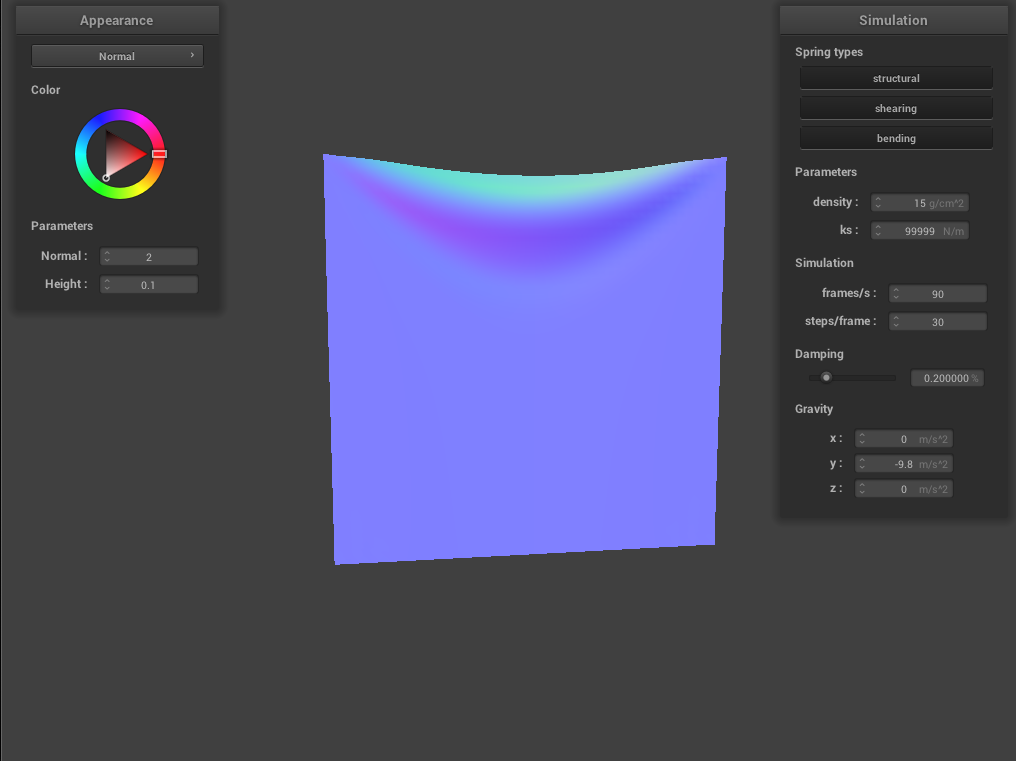 Appearance
Normal
Color
Parameters
Normal : 2
Height : 0.1
Simulation
Spring types
structural
shearing
bending
Parameters
density : 15 g/cm^2
ks : 99999 N/m
Simulation
frames/s : 90
steps/frame : 30
Damping
0.200000 %
Gravity
x : 0 m/s^2
y : -9.8 m/s^2
z : 0 m/s^2